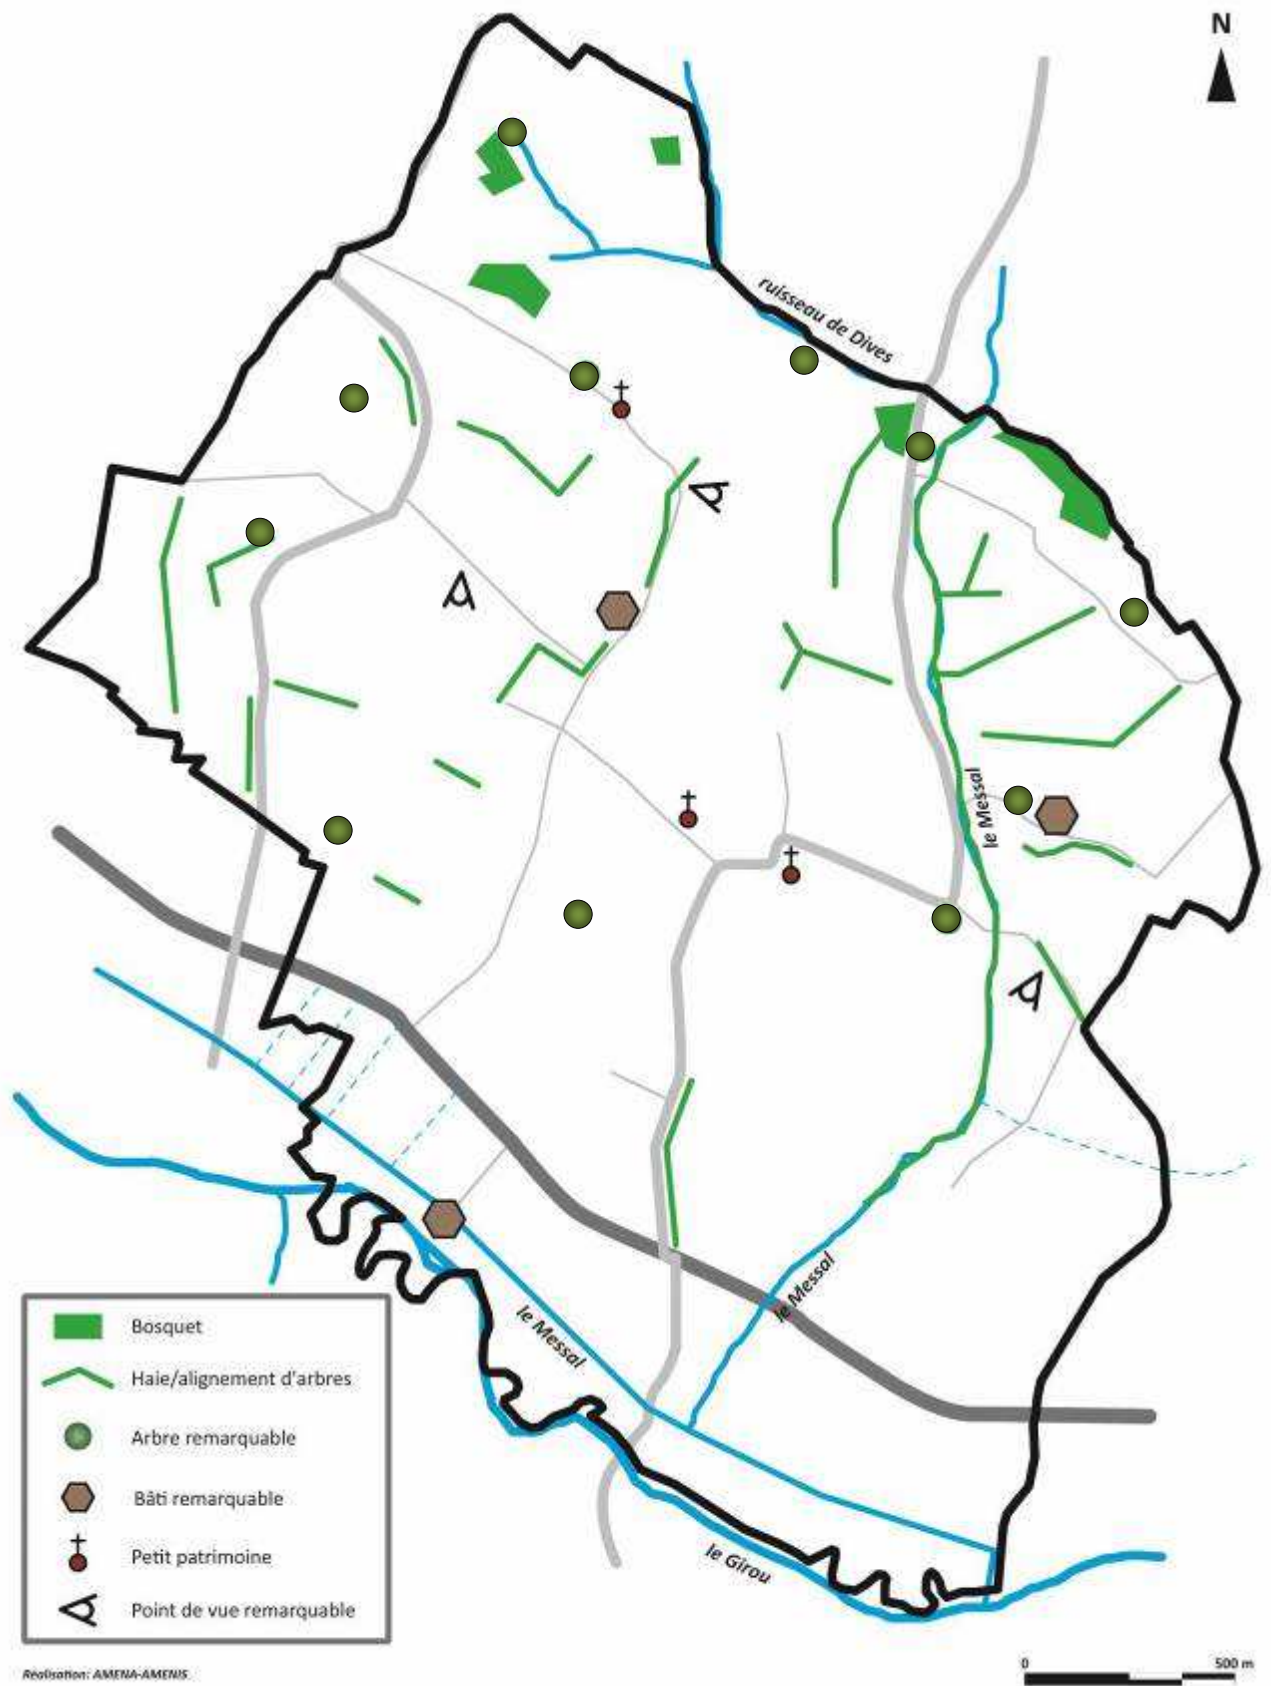 N
ruisseau de Dives
le Messal
le Messal
le Messal
le Girou
Bosquet
Haie/alignement d'arbres
Arbre remarquable
Bâti remarquable
Petit patrimoine
Point de vue remarquable
Réalisation: AMENA-AMENIS
0 500 m